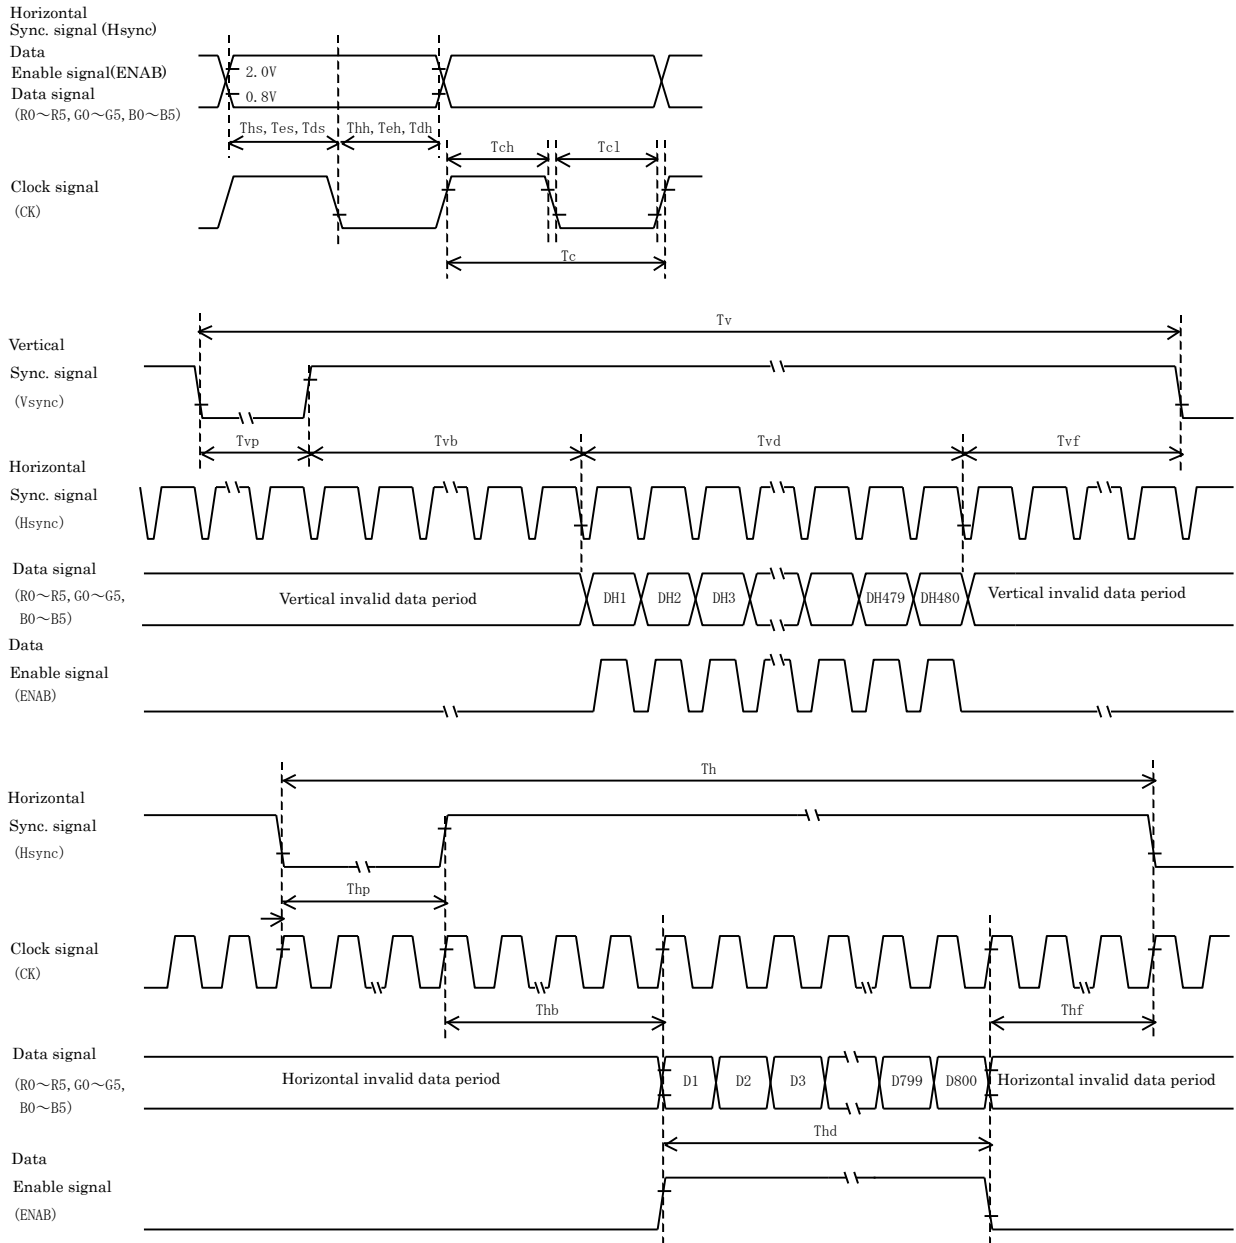 Horizontal
Sync. signal (Hsync)
Data
Enable signal(ENAB)
Data signal
(R0～R5,G0～G5,B0～B5)
2.0V
0.8V
Ths,Tes,Tds
Thh,Teh,Tdh
Tch
Tcl
Clock signal
(CK)
Tc
Tv
Vertical
Sync. signal
(Vsync)
Tvp
Tvb
Tvd
Tvf
Horizontal
Sync. signal
(Hsync)
Data signal
(R0～R5,G0～G5,
B0～B5)
Vertical invalid data period
DH1
DH2
DH3
DH479
DH480
Vertical invalid data period
Data
Enable signal
(ENAB)
Th
Horizontal
Sync. signal
(Hsync)
Thp
Clock signal
(CK)
Thb
Thf
Data signal
(R0～R5,G0～G5,
B0～B5)
Horizontal invalid data period
D1
D2
D3
D799
D800
Horizontal invalid data period
Thd
Data
Enable signal
(ENAB)